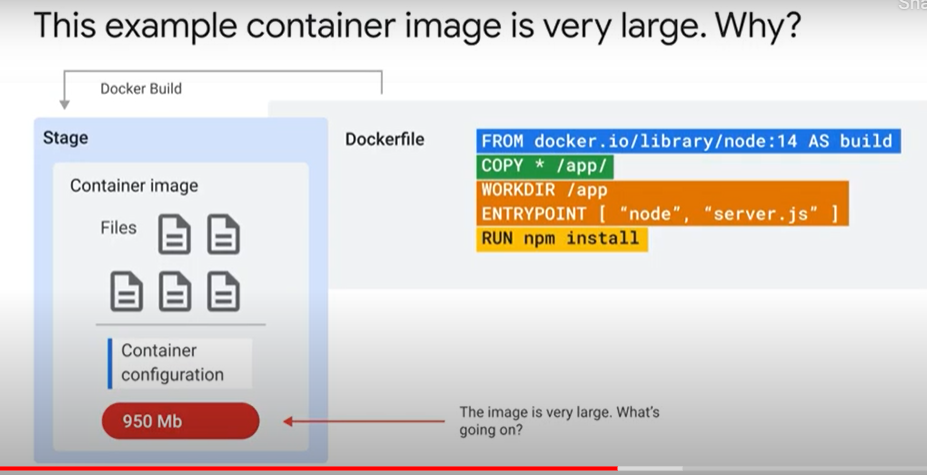 This example container image is very large. Why?
Docker Build
Stage
Container image
Files
Container
configuration
950 Mb
Dockerfile
FROM docker.io/library/node:14 AS build
COPY * /app/
WORKDIR /app
ENTRYPOINT [ “node”, “server.js” ]
RUN npm install
The image is very large. What's
going on?